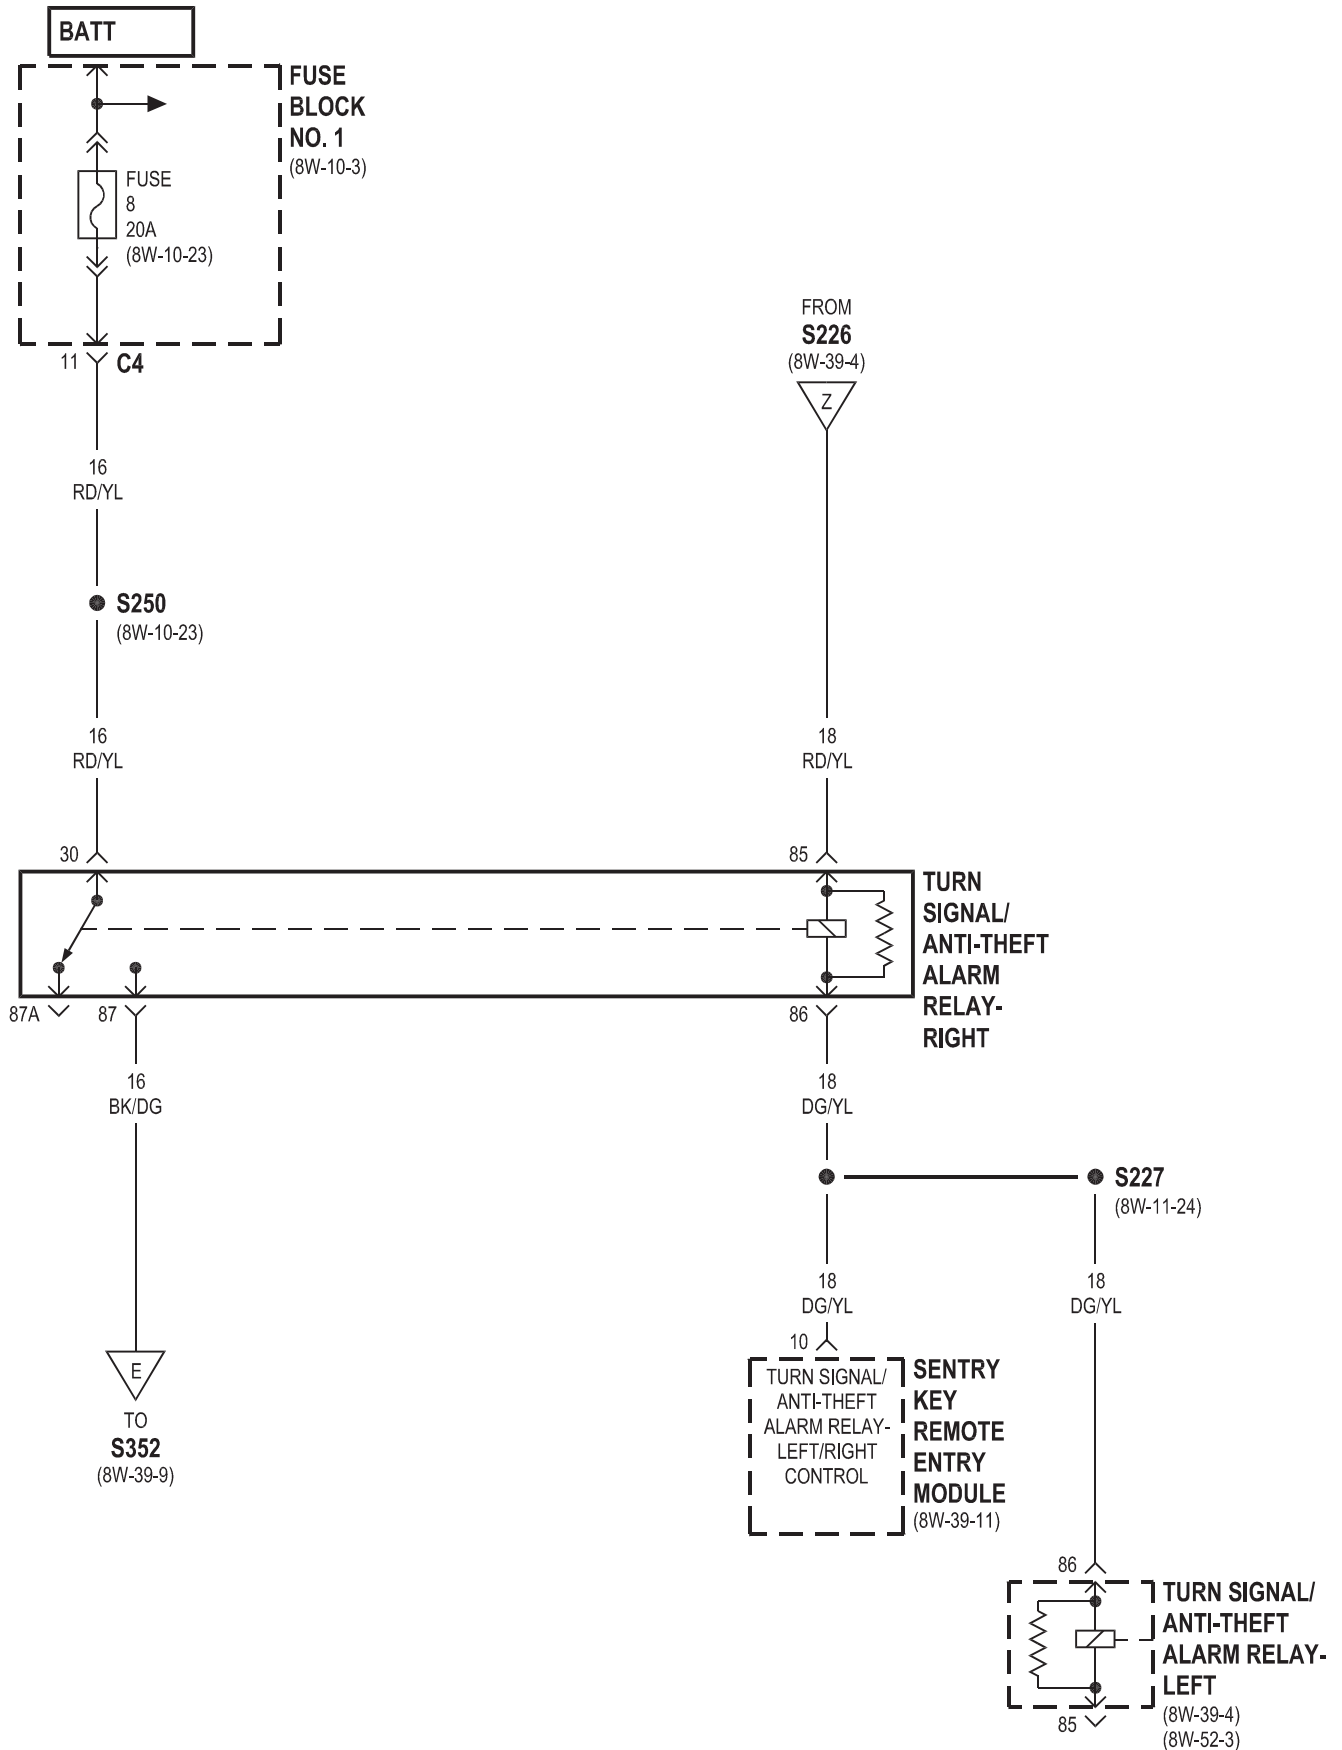 BATT
FUSE
BLOCK
NO. 1
(8W-10-3)
FUSE
8
20A
(8W-10-23)
11
C4
FROM
S226
(8W-39-4)
Z
16
RD/YL
S250
(8W-10-23)
16
RD/YL
18
RD/YL
30
85
TURN
SIGNAL/
ANTI-THEFT
ALARM
RELAY-
RIGHT
87A
87
86
16
BK/DG
18
DG/YL
S227
(8W-11-24)
18
DG/YL
18
DG/YL
E
TO
S352
(8W-39-9)
10
TURN SIGNAL/
ANTI-THEFT
ALARM RELAY-
LEFT/RIGHT
CONTROL
SENTRY
KEY
REMOTE
ENTRY
MODULE
(8W-39-11)
86
TURN SIGNAL/
ANTI-THEFT
ALARM RELAY-
LEFT
(8W-39-4)
(8W-52-3)
85